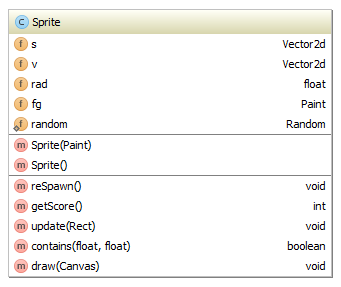 C Sprite
f s Vector2d
f v Vector2d
f rad float
f fg Paint
f random Random
m Sprite(Paint)
m Sprite()
m reSpawn() void
m getScore() int
m update(Rect) void
m contains(float, float) boolean
m draw(Canvas) void